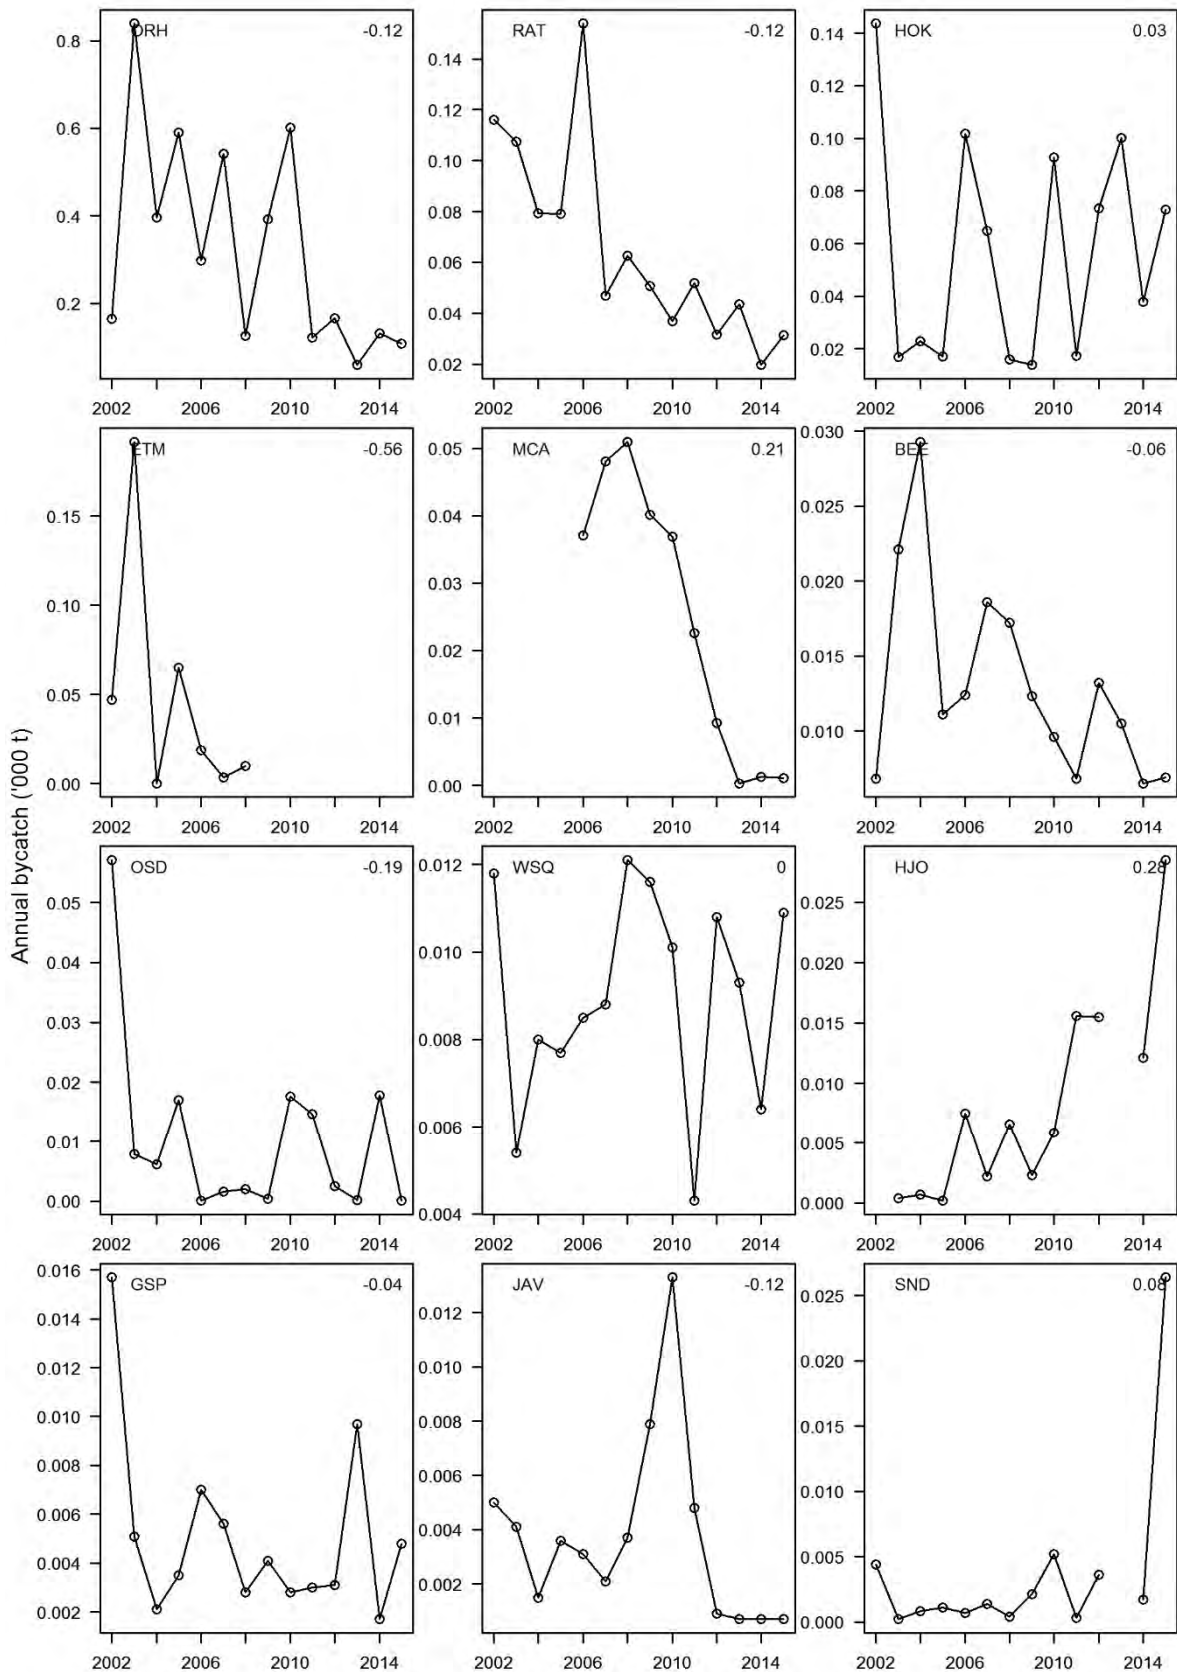 ORH -0.12
0.8
0.6
0.4
0.2
2002 2006 2010 2014
RAT -0.12
0.14
0.12
0.10
0.08
0.06
0.04
0.02
2002 2006 2010 2014
HOK 0.03
0.14
0.12
0.10
0.08
0.06
0.04
0.02
2002 2006 2010 2014
ETM -0.56
0.15
0.10
0.05
0.00
2002 2006 2010 2014
MCA 0.21
0.05
0.04
0.03
0.02
0.01
0.00
2002 2006 2010 2014
BEE -0.06
0.030
0.025
0.020
0.015
0.010
2002 2006 2010 2014
Annual bycatch ('000 t)
OSD -0.19
0.05
0.04
0.03
0.02
0.01
0.00
2002 2006 2010 2014
WSQ 0
0.012
0.010
0.008
0.006
0.004
2002 2006 2010 2014
HJO 0.28
0.025
0.020
0.015
0.010
0.005
0.000
2002 2006 2010 2014
GSP -0.04
0.016
0.014
0.012
0.010
0.008
0.006
0.004
0.002
2002 2006 2010 2014
JAV -0.12
0.012
0.010
0.008
0.006
0.004
0.002
2002 2006 2010 2014
SND 0.08
0.025
0.020
0.015
0.010
0.005
0.000
2002 2006 2010 2014